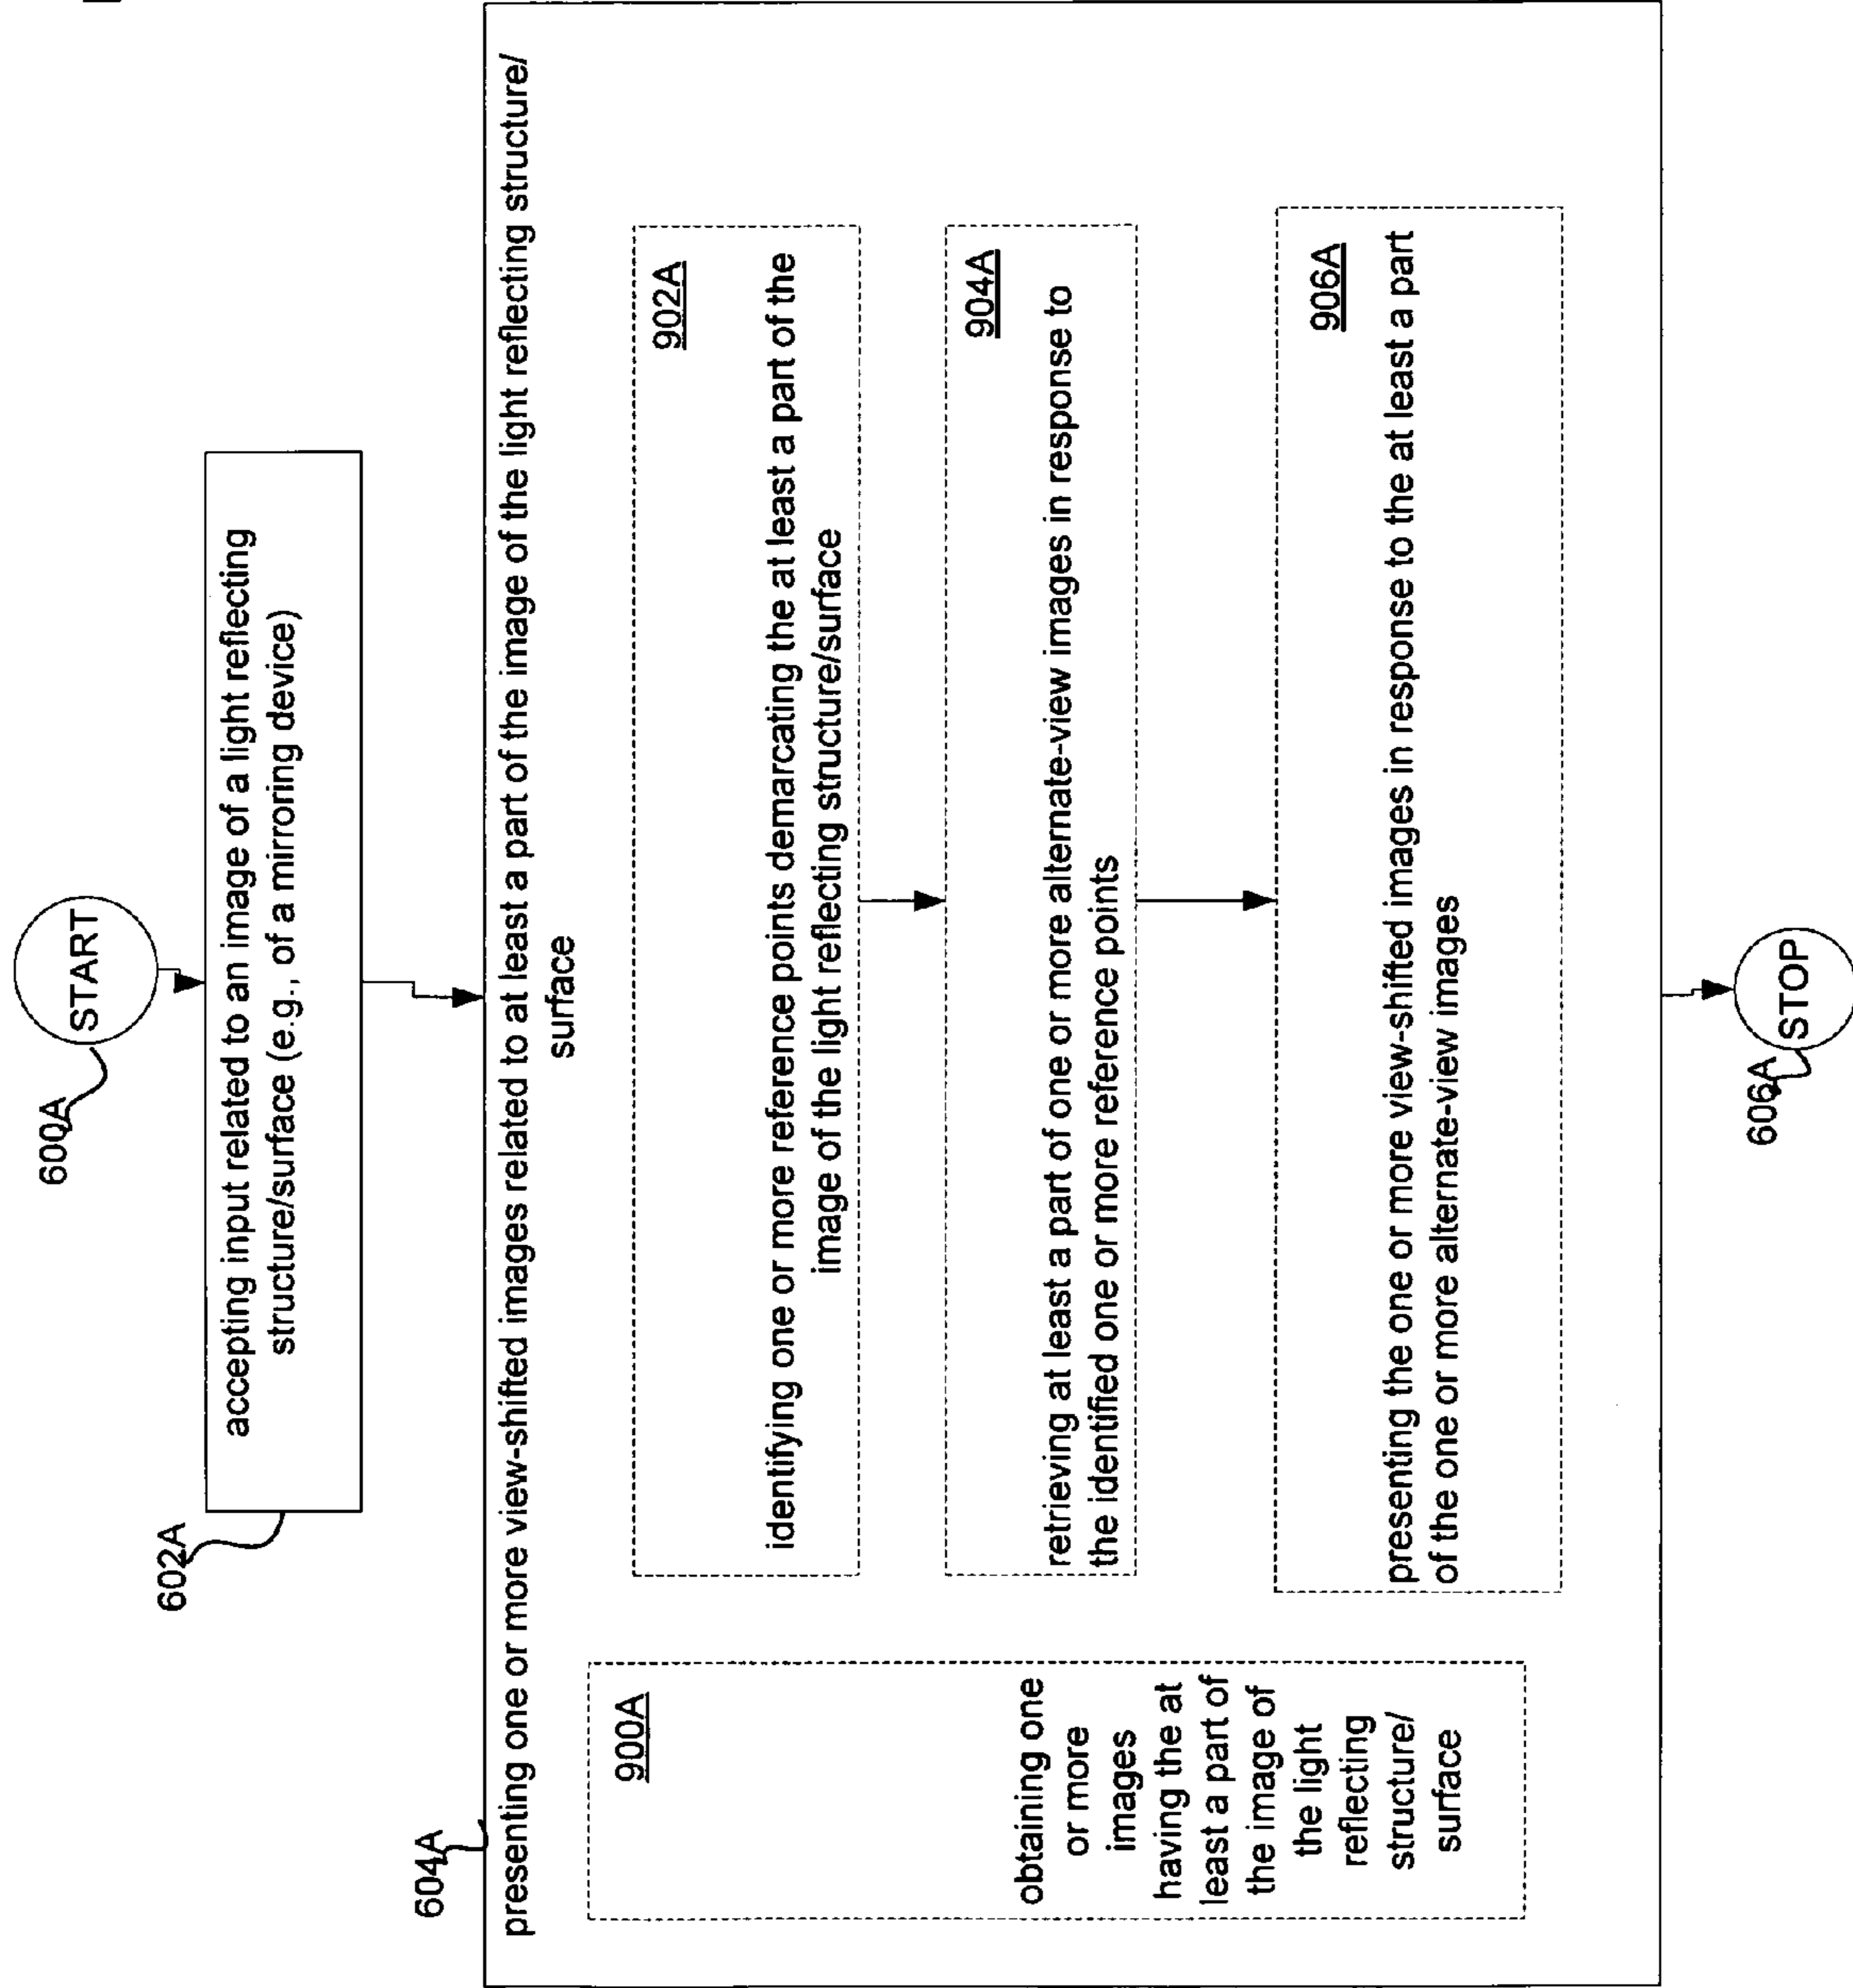 600A
START
602A
accepting input related to an image of a light reflecting
structure/surface (e.g., of a mirroring device)
604A
presenting one or more view-shifted images related to at least a part of the image of the light reflecting structure/
surface
900A
obtaining one
or more
images
having the at
least a part of
the image of
the light
reflecting
structure/
surface
902A
identifying one or more reference points demarcating the at least a part of the
image of the light reflecting structure/surface
904A
retrieving at least a part of one or more alternate-view images in response to
the identified one or more reference points
906A
presenting the one or more view-shifted images in response to the at least a part
of the one or more alternate-view images
606A
STOP